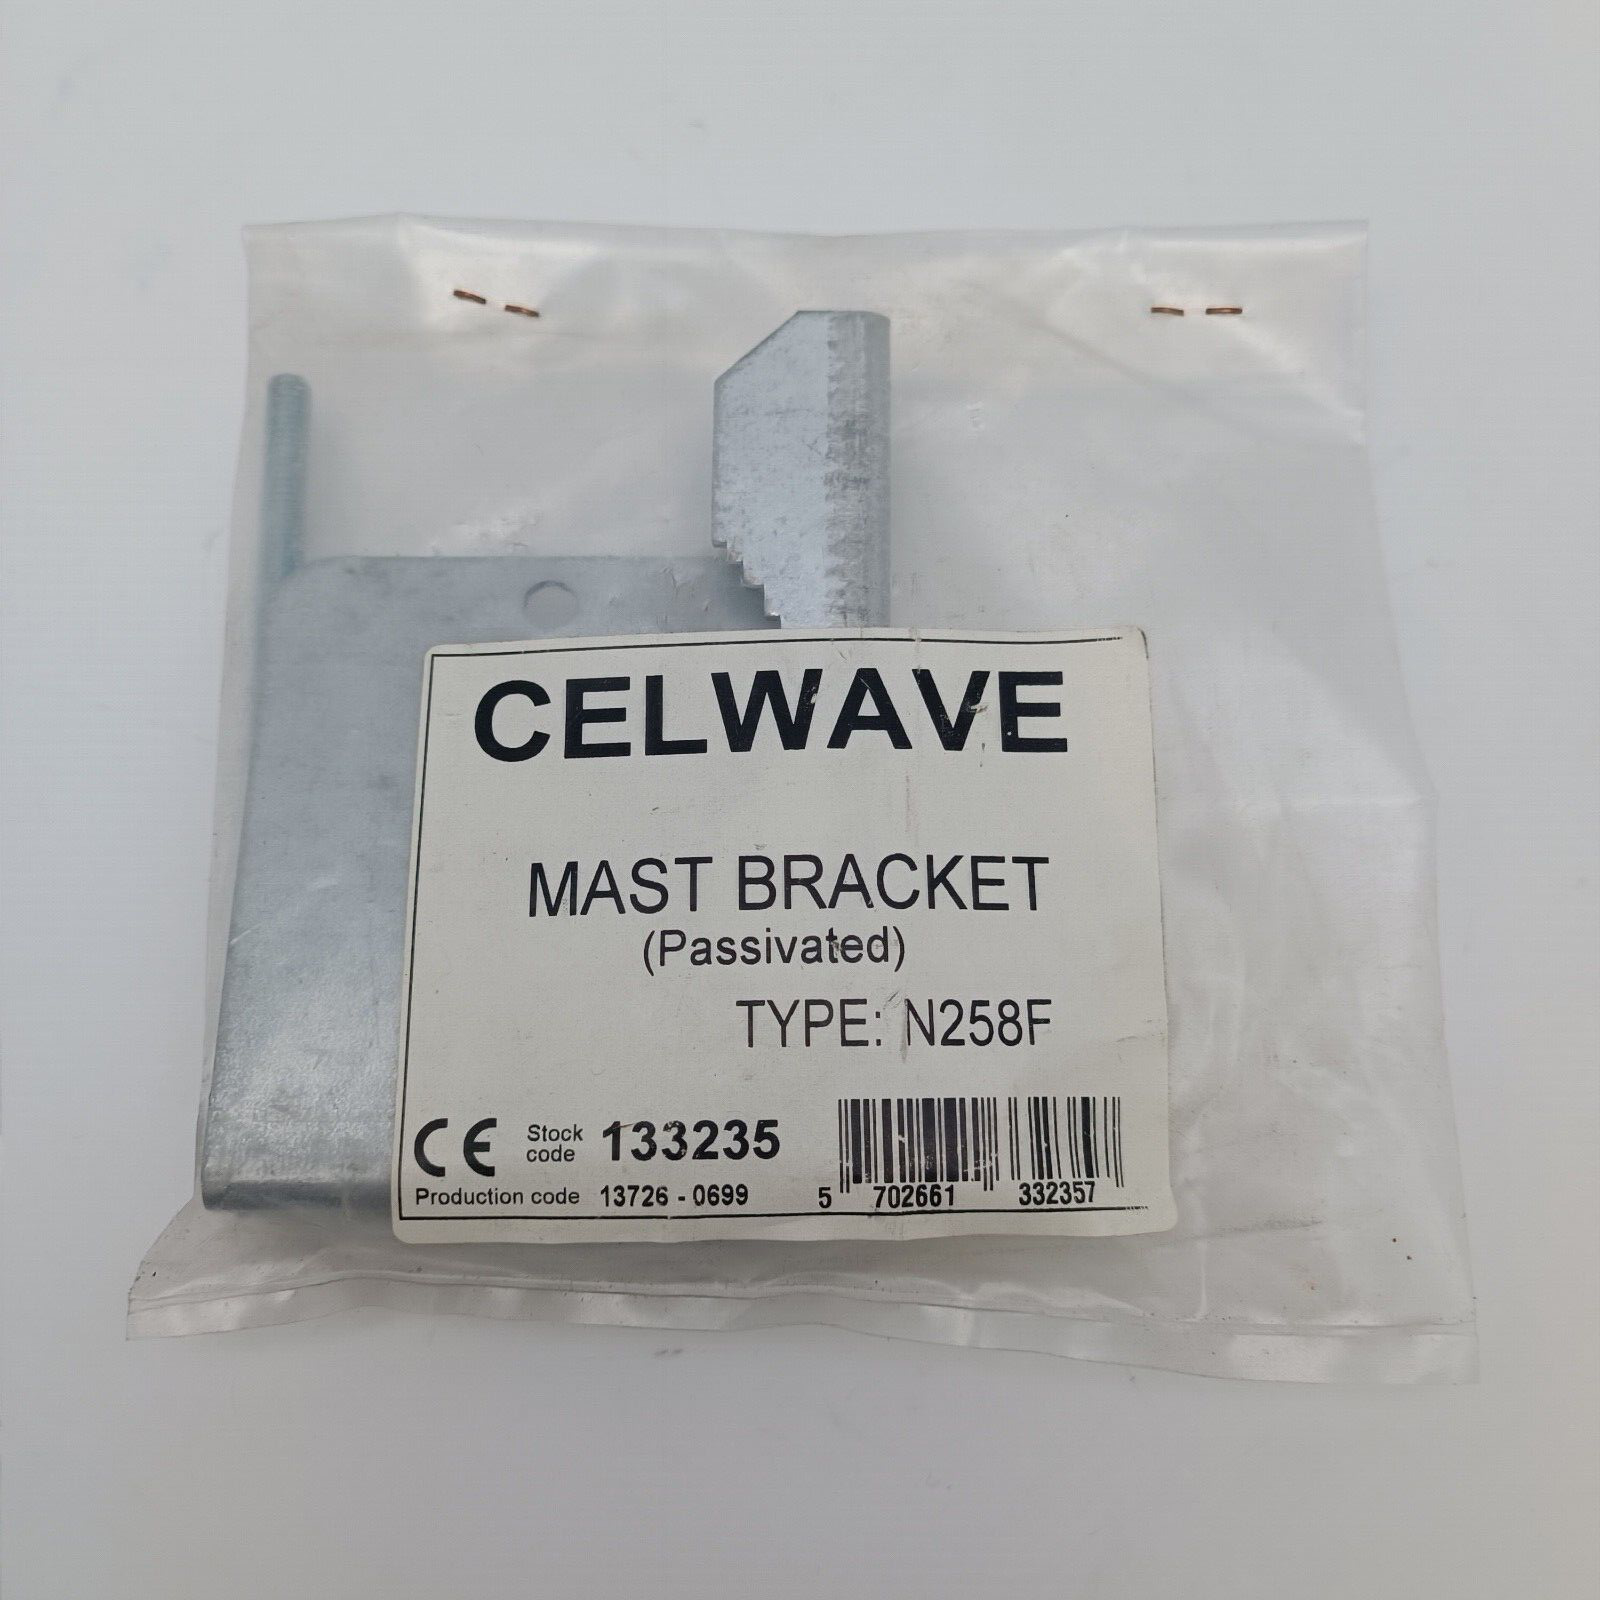 CELWAVE
MAST BRACKET
(Passivated)
TYPE: N258F
CE Stock code 133235
Production code 13726 - 0699
5 702661 332357